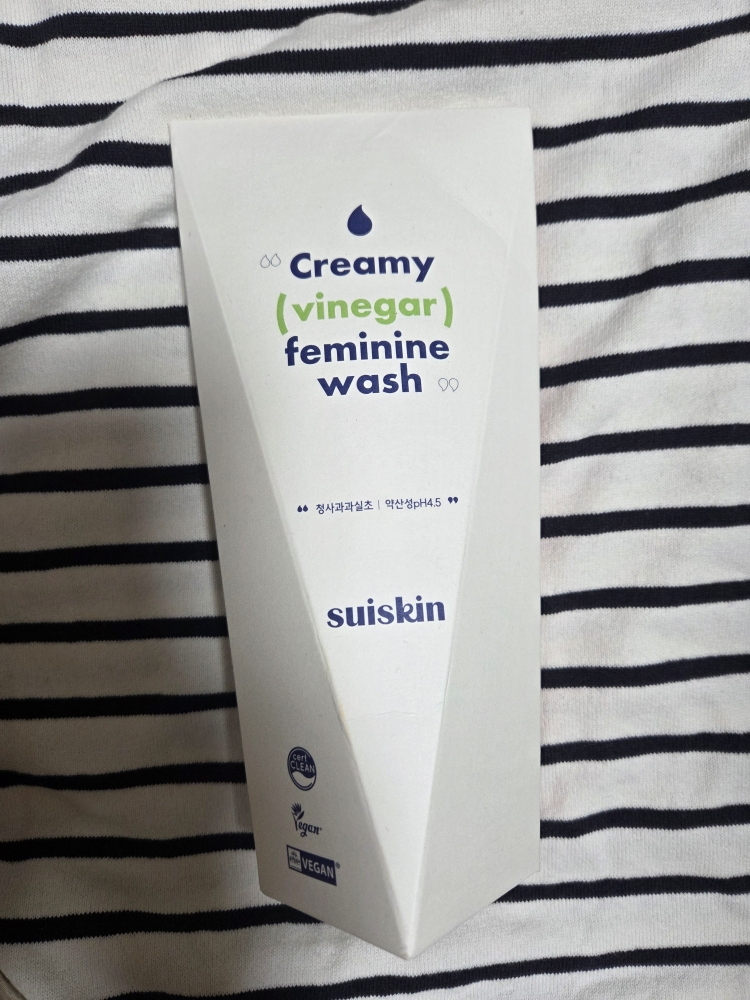 Creamy
(vinegar)
feminine
wash
“ 청사과과실초 | 약산성pH4.5 ”
suiskin
cert
CLEAN
Vegan
VEGAN